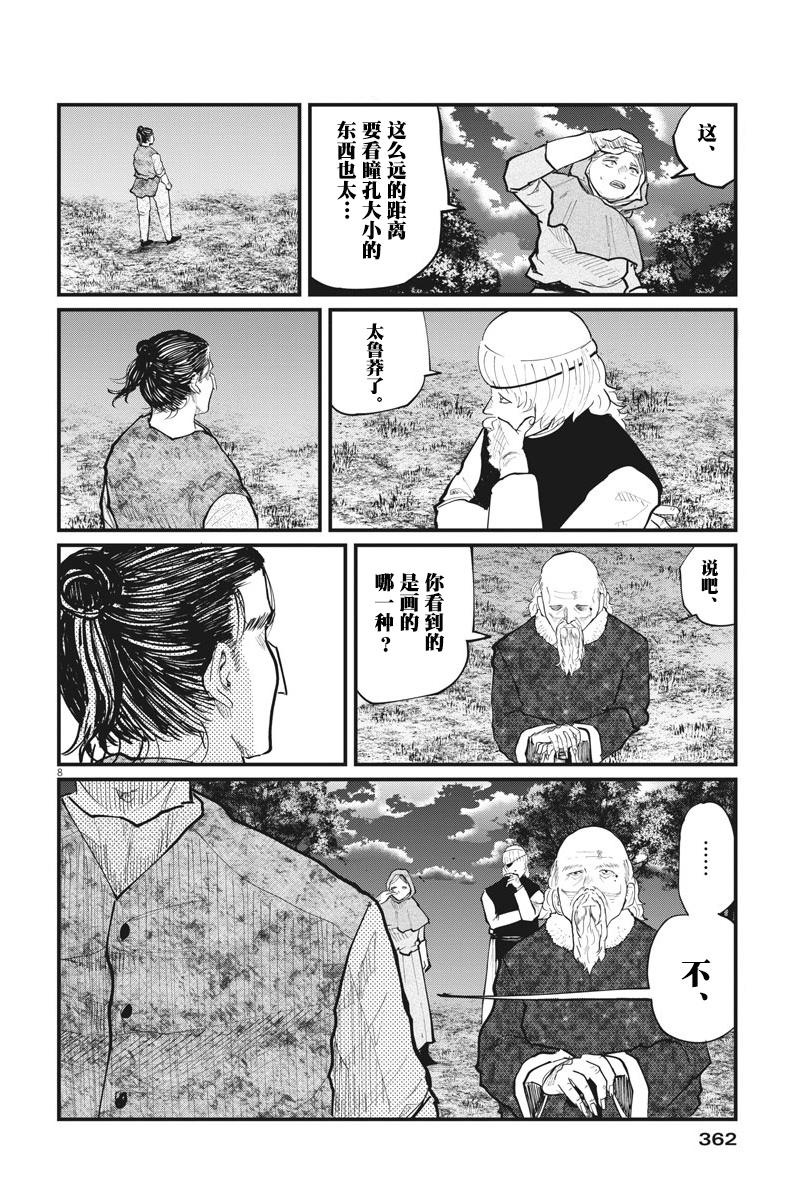 这、
这么远的距离
要看瞳孔大小的
东西也太…
太鲁莽了。
说吧、
你看到的
是画的
哪一种？
8
……
不、
362